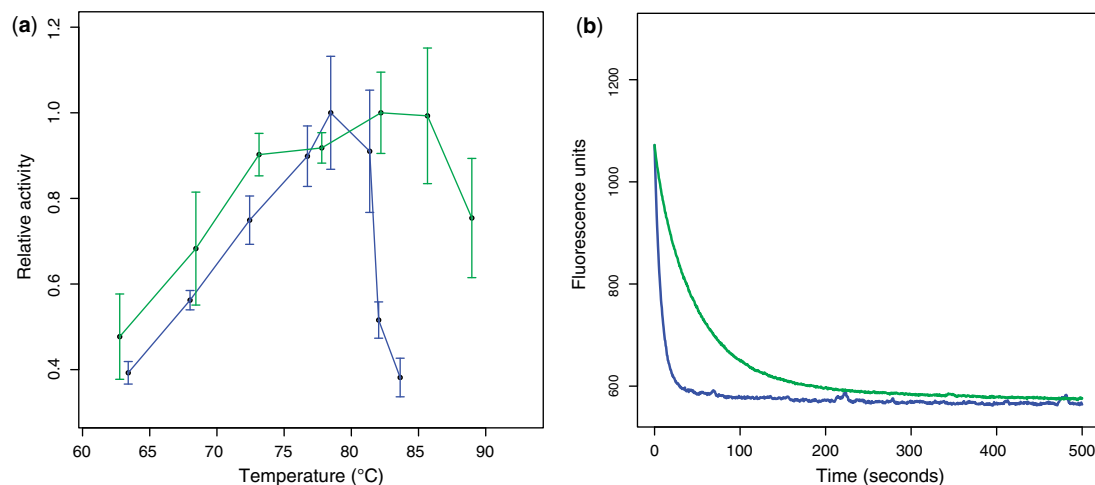 (a)
Relative activity
1.2
1.0
0.8
0.6
0.4
60 65 70 75 80 85 90
Temperature (°C)
(b)
Fluorescence units
1200
1000
800
600
0 100 200 300 400 500
Time (seconds)